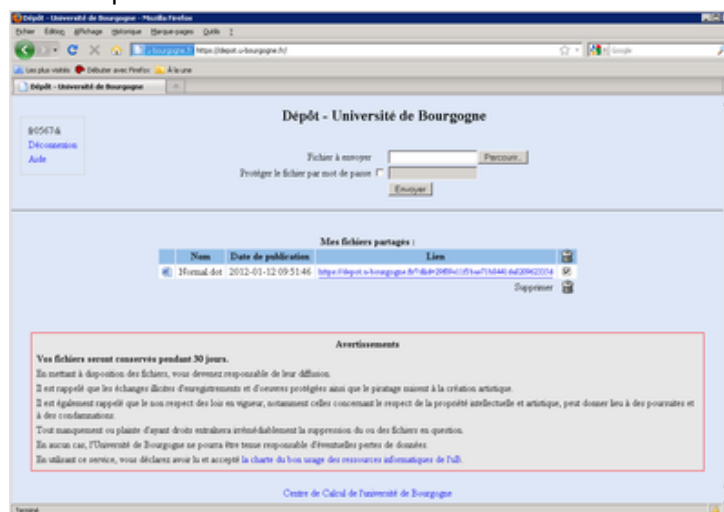 Dépôt - Université de Bourgogne - Mozilla Firefox
Fichier Édition Affichage Historique Marque-pages Outils ?
u-bourgogne.fr https://depot.u-bourgogne.fr/
Google
Les plus visités Débuter avec Firefox À la une
Dépôt - Université de Bourgogne
Dépôt - Université de Bourgogne
Déconnexion
Aide
Fichier à envoyer
Parcourir...
Protéger le fichier par mot de passe
Envoyer
Mes fichiers partagés :
Nom Date de publication Lien
Normal.dot 2012-01-12 09:51:46
Supprimer
Avertissements
Vos fichiers seront conservés pendant 30 jours.
En mettant à disposition des fichiers, vous devenez responsable de leur diffusion.
Il est rappelé que les échanges illicites d'enregistrements et d'oeuvres protégées ainsi que le piratage nuisent à la création artistique.
Il est également rappelé que le non respect des lois en vigueur, notamment celles concernant le respect de la propriété intellectuelle et artistique, peut donner lieu à des poursuites et
à des condamnations.
Tout manquement ou plainte d'ayant droits entraînera irrémédiablement la suppression du ou des fichiers en question.
En aucun cas, l'Université de Bourgogne ne pourra être tenue responsable d'éventuelles pertes de données.
En utilisant ce service, vous déclarez avoir lu et accepté la charte du bon usage des ressources informatiques de l'uB.
Centre de Calcul de l'université de Bourgogne
Terminé